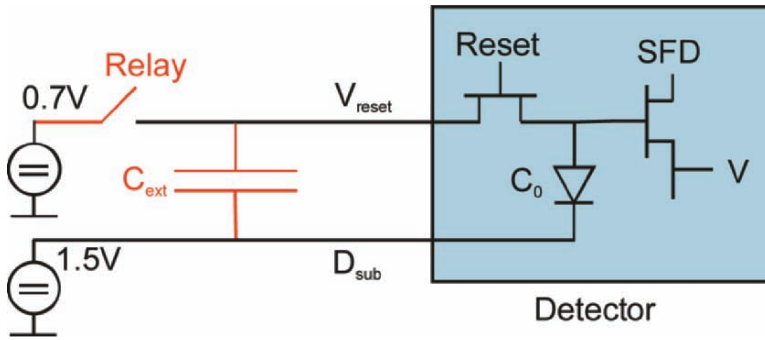 Reset
SFD
Relay
0.7V
Vreset
Cext
C0
V
1.5V
Dsub
Detector